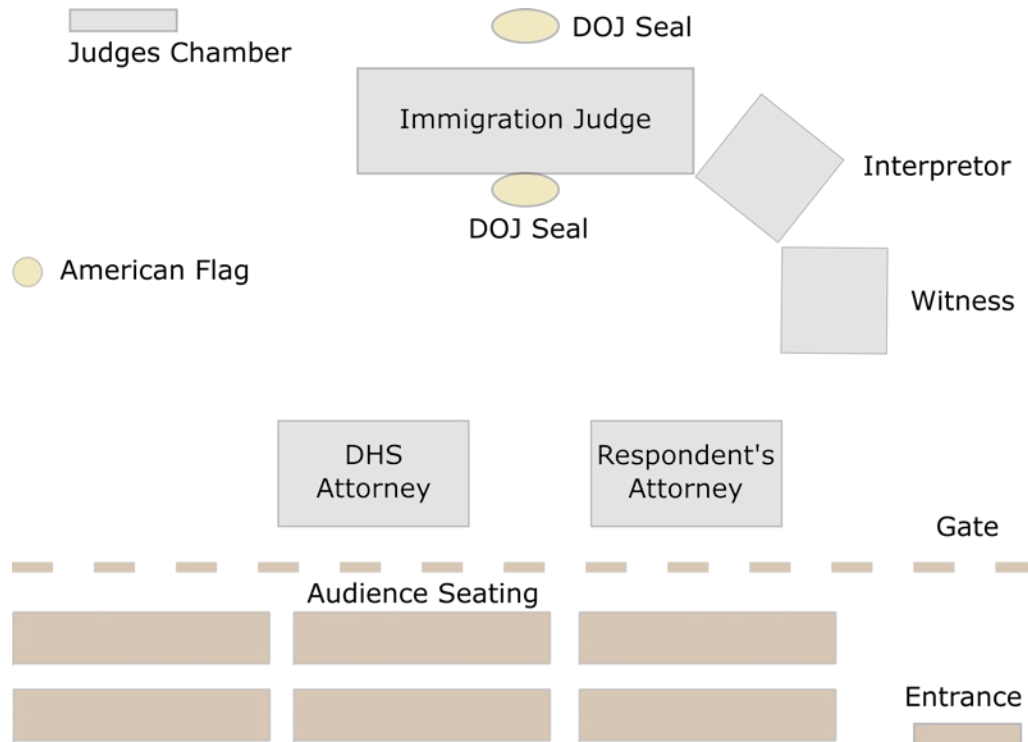 DOJ Seal
Judges Chamber
Immigration Judge
Interpretor
DOJ Seal
American Flag
Witness
DHS
Attorney
Respondent's
Attorney
Gate
Audience Seating
Entrance